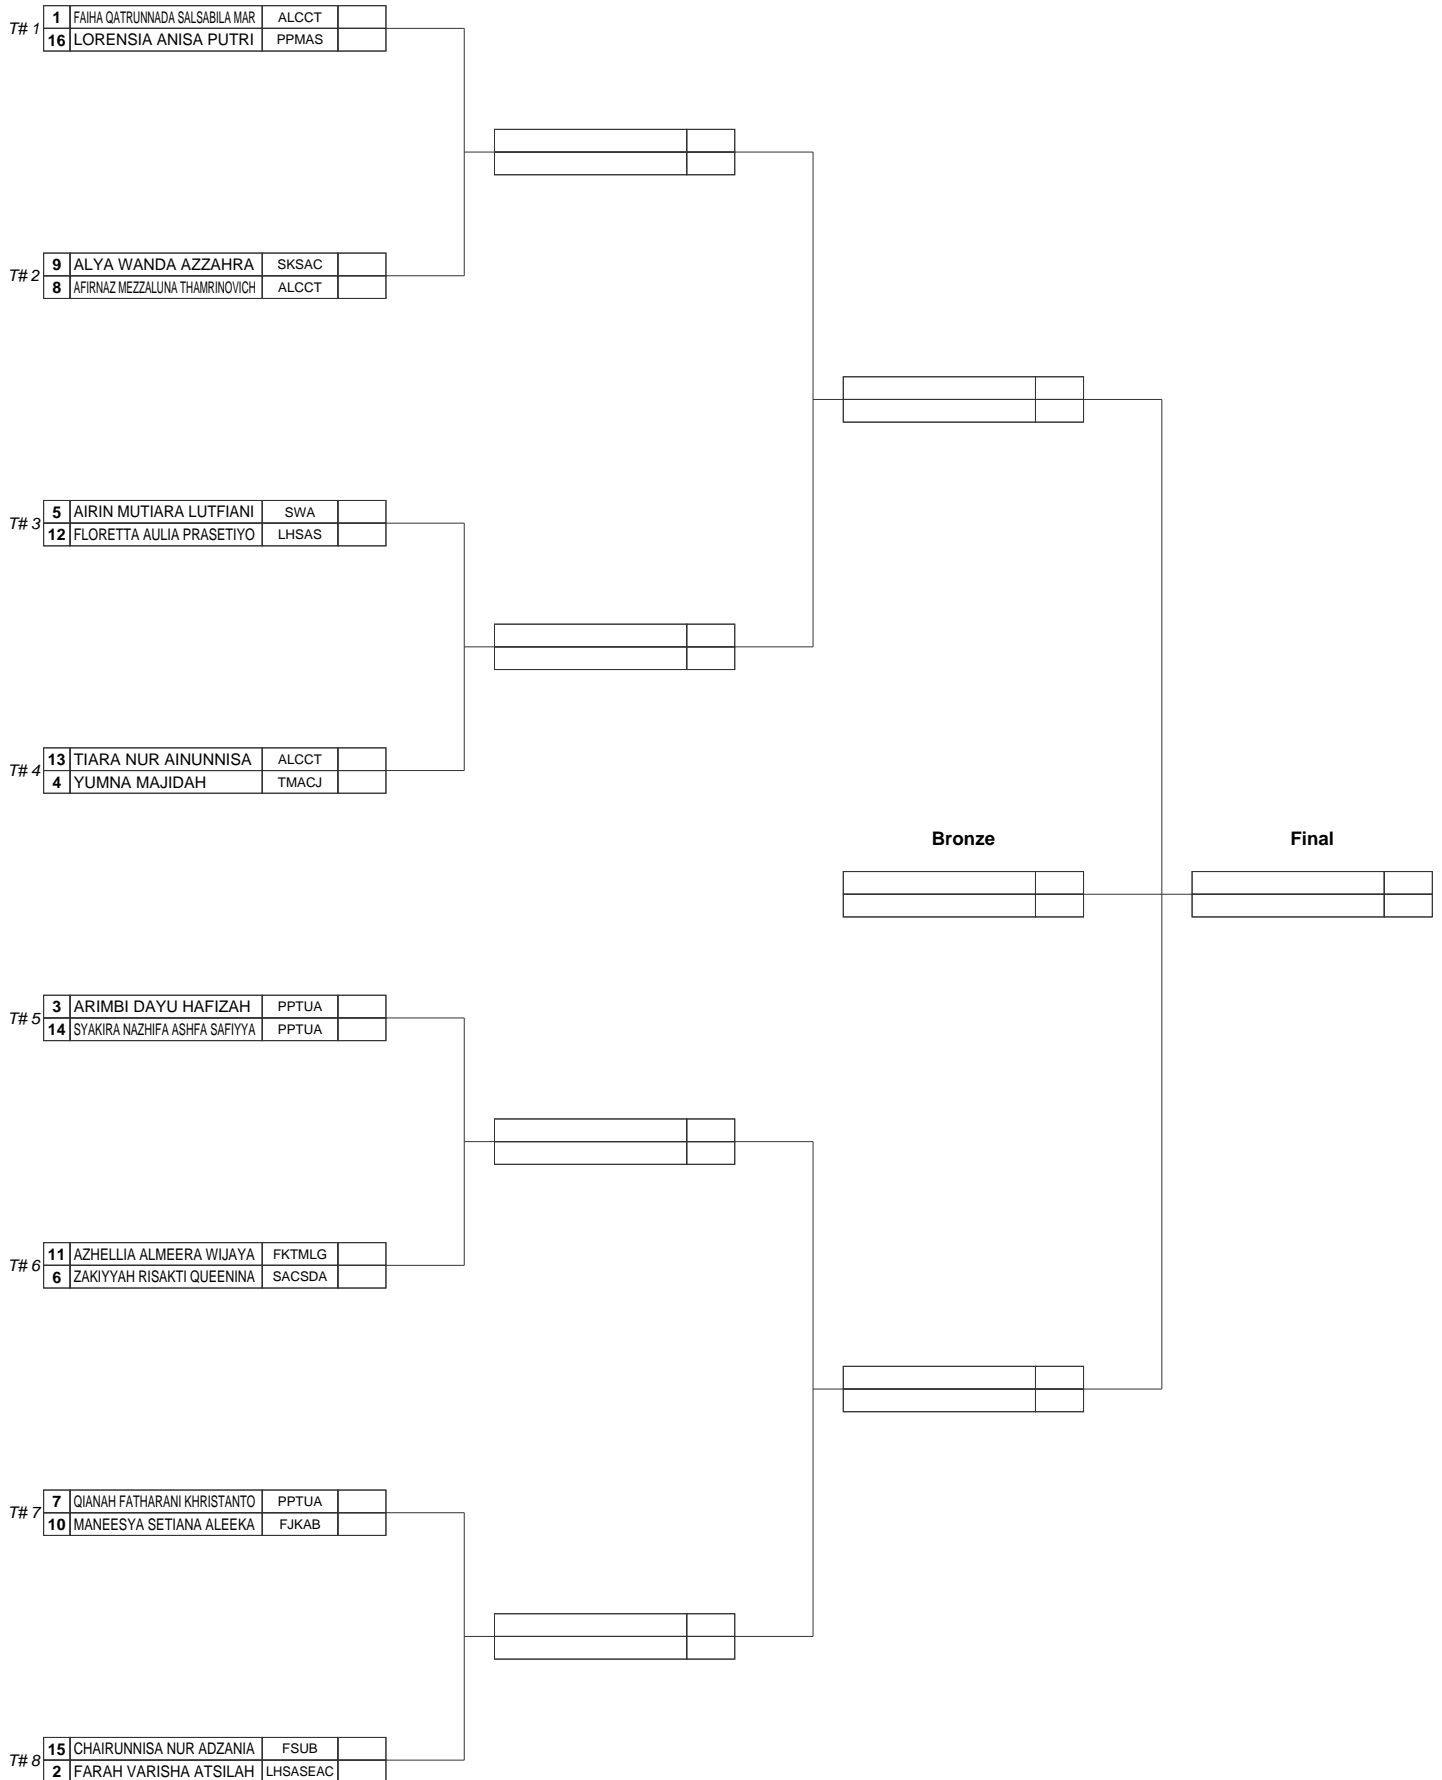 T# 1
1 FAIHA QATRUNNADA SALSABILA MAR ALCCT
16 LORENSIA ANISA PUTRI PPMAS
T# 2
9 ALYA WANDA AZZAHRA SKSAC
8 AFIRNAZ MEZZALUNA THAMRINOVICH ALCCT
T# 3
5 AIRIN MUTIARA LUTFIANI SWA
12 FLORETTA AULIA PRASETIYO LHSAS
T# 4
13 TIARA NUR AINUNNISA ALCCT
4 YUMNA MAJIDAH TMACJ
Bronze
Final
T# 5
3 ARIMBI DAYU HAFIZAH PPTUA
14 SYAKIRA NAZHIFA ASHFA SAFIYYA PPTUA
T# 6
11 AZHELLIA ALMEERA WIJAYA FKTMLG
6 ZAKIYYAH RISAKTI QUEENINA SACSDA
T# 7
7 QIANAH FATHARANI KHRISTANTO PPTUA
10 MANEESYA SETIANA ALEEKA FJKAB
T# 8
15 CHAIRUNNISA NUR ADZANIA FSUB
2 FARAH VARISHA ATSILAH LHSASEAC